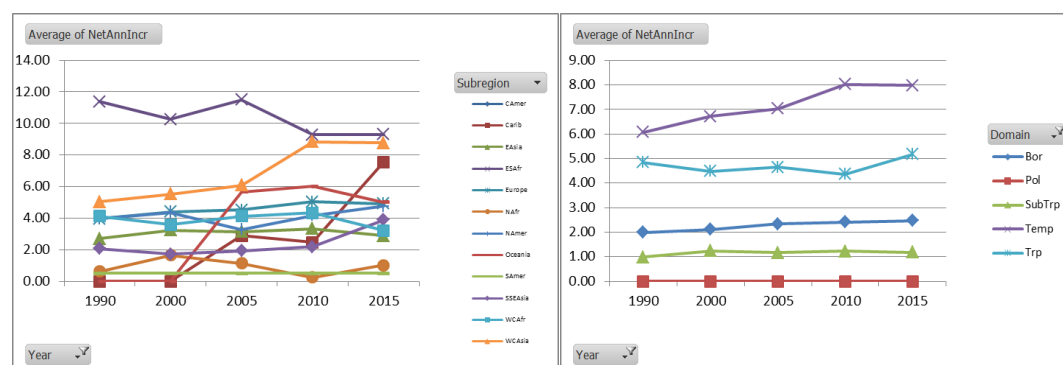 Average of NetAnnIncr
14.00
12.00
10.00
8.00
6.00
4.00
2.00
0.00
1990 2000 2005 2010 2015
Year
Subregion
CAmer
Carib
EAsia
ESAfr
Europe
NAfr
NAmer
Oceania
SAmer
SSEAsia
WCAfr
WCAsia
Average of NetAnnIncr
9.00
8.00
7.00
6.00
5.00
4.00
3.00
2.00
1.00
0.00
1990 2000 2005 2010 2015
Year
Domain
Bor
Pol
SubTrp
Temp
Trp